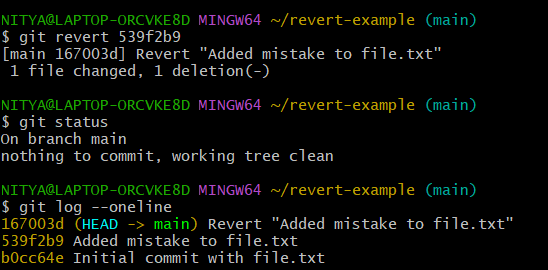 NITYA@LAPTOP-ORCVKE8D MINGW64 ~/revert-example (main)
$ git revert 539f2b9
[main 167003d] Revert "Added mistake to file.txt"
 1 file changed, 1 deletion(-)
NITYA@LAPTOP-ORCVKE8D MINGW64 ~/revert-example (main)
$ git status
On branch main
nothing to commit, working tree clean
NITYA@LAPTOP-ORCVKE8D MINGW64 ~/revert-example (main)
$ git log --oneline
167003d (HEAD -> main) Revert "Added mistake to file.txt"
539f2b9 Added mistake to file.txt
b0cc64e Initial commit with file.txt